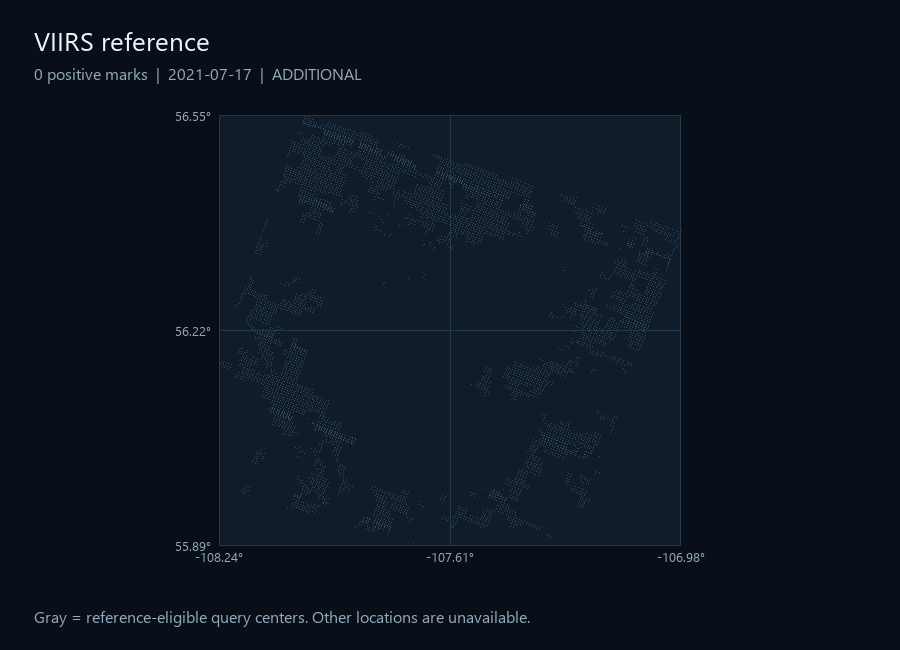 VIIRS reference
0 positive marks | 2021-07-17 | ADDITIONAL
56.55°
56.22°
55.89°
-108.24° -107.61° -106.98°
Gray = reference-eligible query centers. Other locations are unavailable.